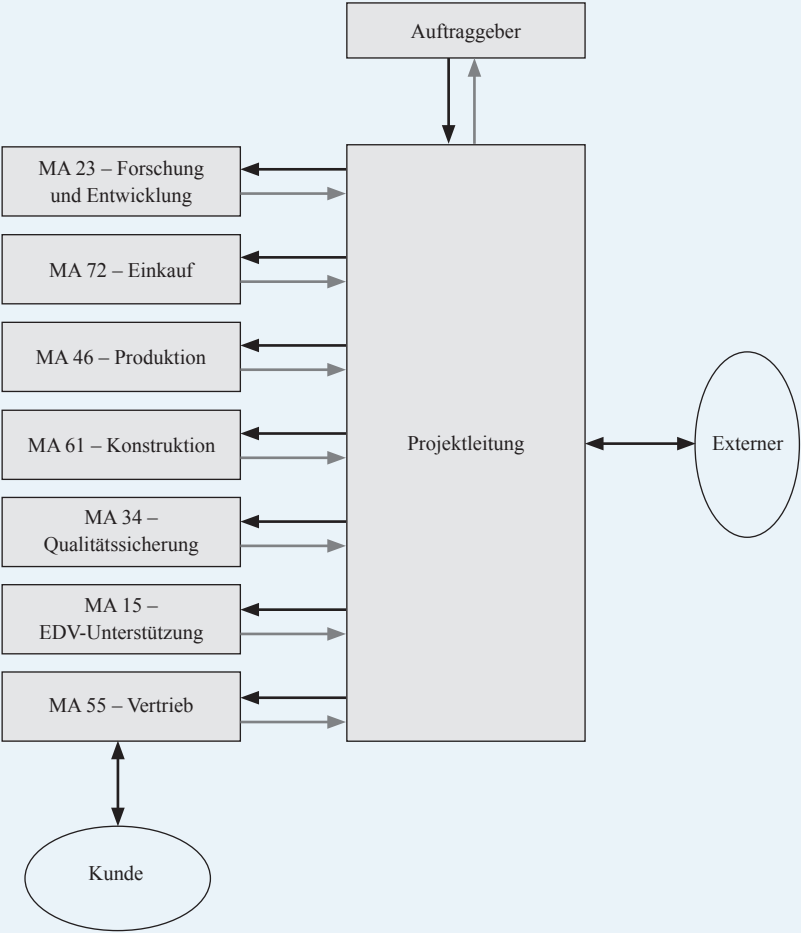 Auftraggeber
MA 23 – Forschung
und Entwicklung
MA 72 – Einkauf
MA 46 – Produktion
MA 61 – Konstruktion
MA 34 –
Qualitätssicherung
MA 15 –
EDV-Unterstützung
MA 55 – Vertrieb
Projektleitung
Externer
Kunde